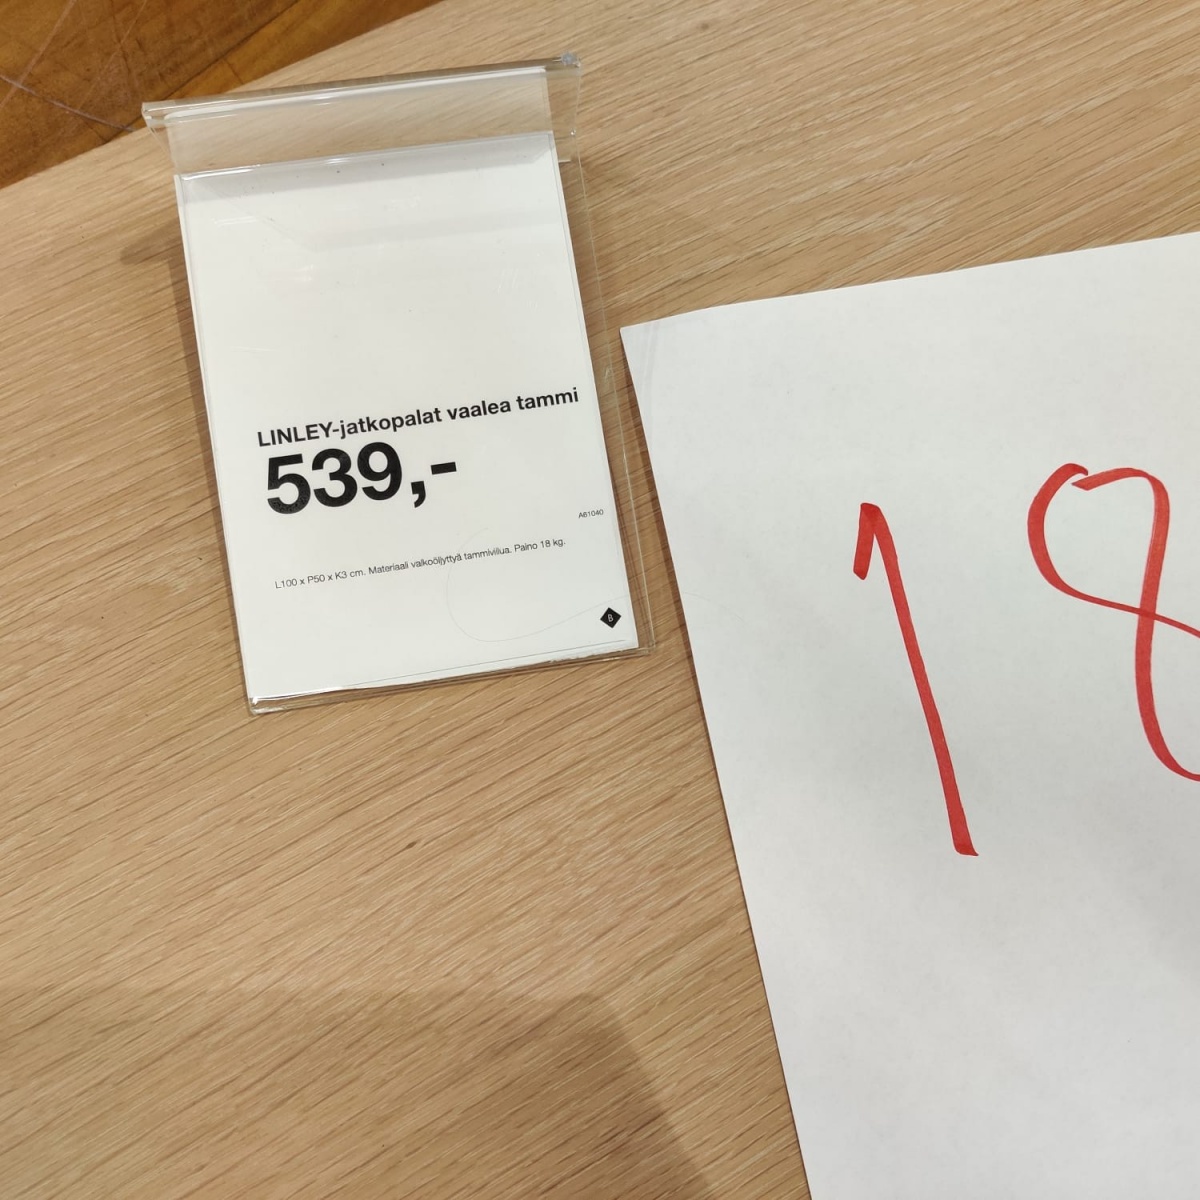 LINLEY-jatkopalat vaalea tammi
539,-
A61040
L100 x P50 x K3 cm. Materiaali valkoöljyttyä tammiviilua. Paino 18 kg.
B
18